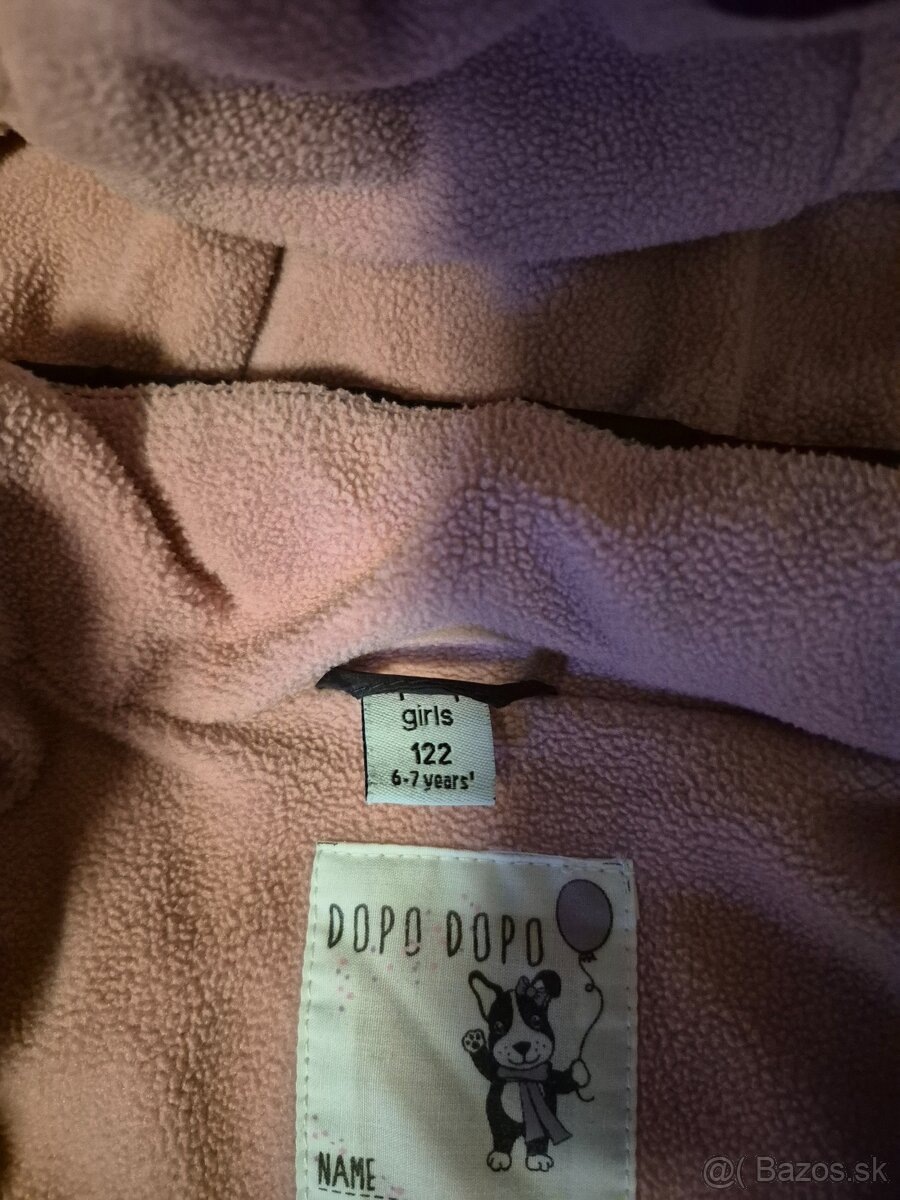 girls
122
6-7 years'
DOPO DOPO
NAME
@( Bazos.sk